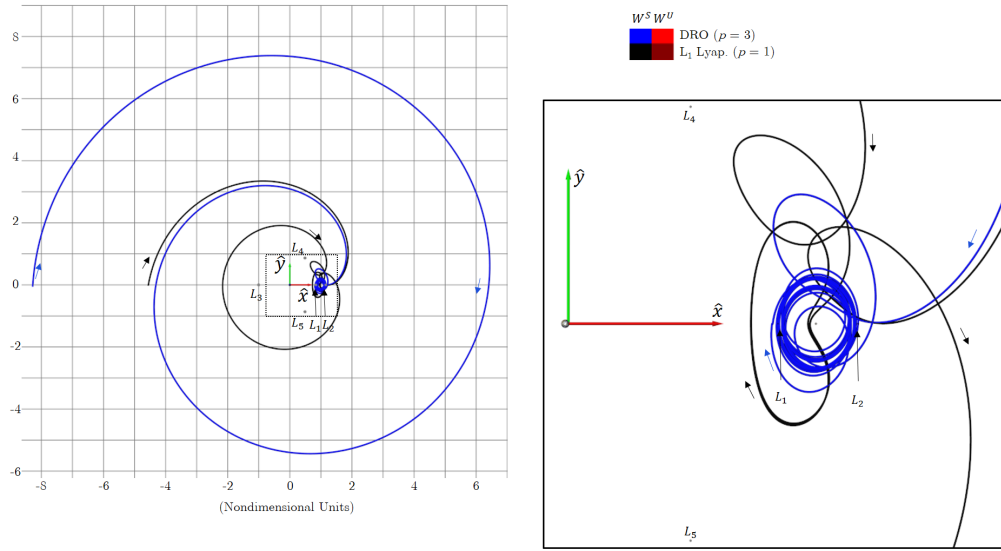 W^S W^U
DRO (p = 3)
L₁ Lyap. (p = 1)
8
6
4
2
0
-2
-4
-6
-8
-6
-4
-2
0
2
4
6
(Nondimensional Units)
L₄
ŷ
L₃
x̂
L₅ L₁ L₂
L₄
ŷ
x̂
L₁
L₂
L₅